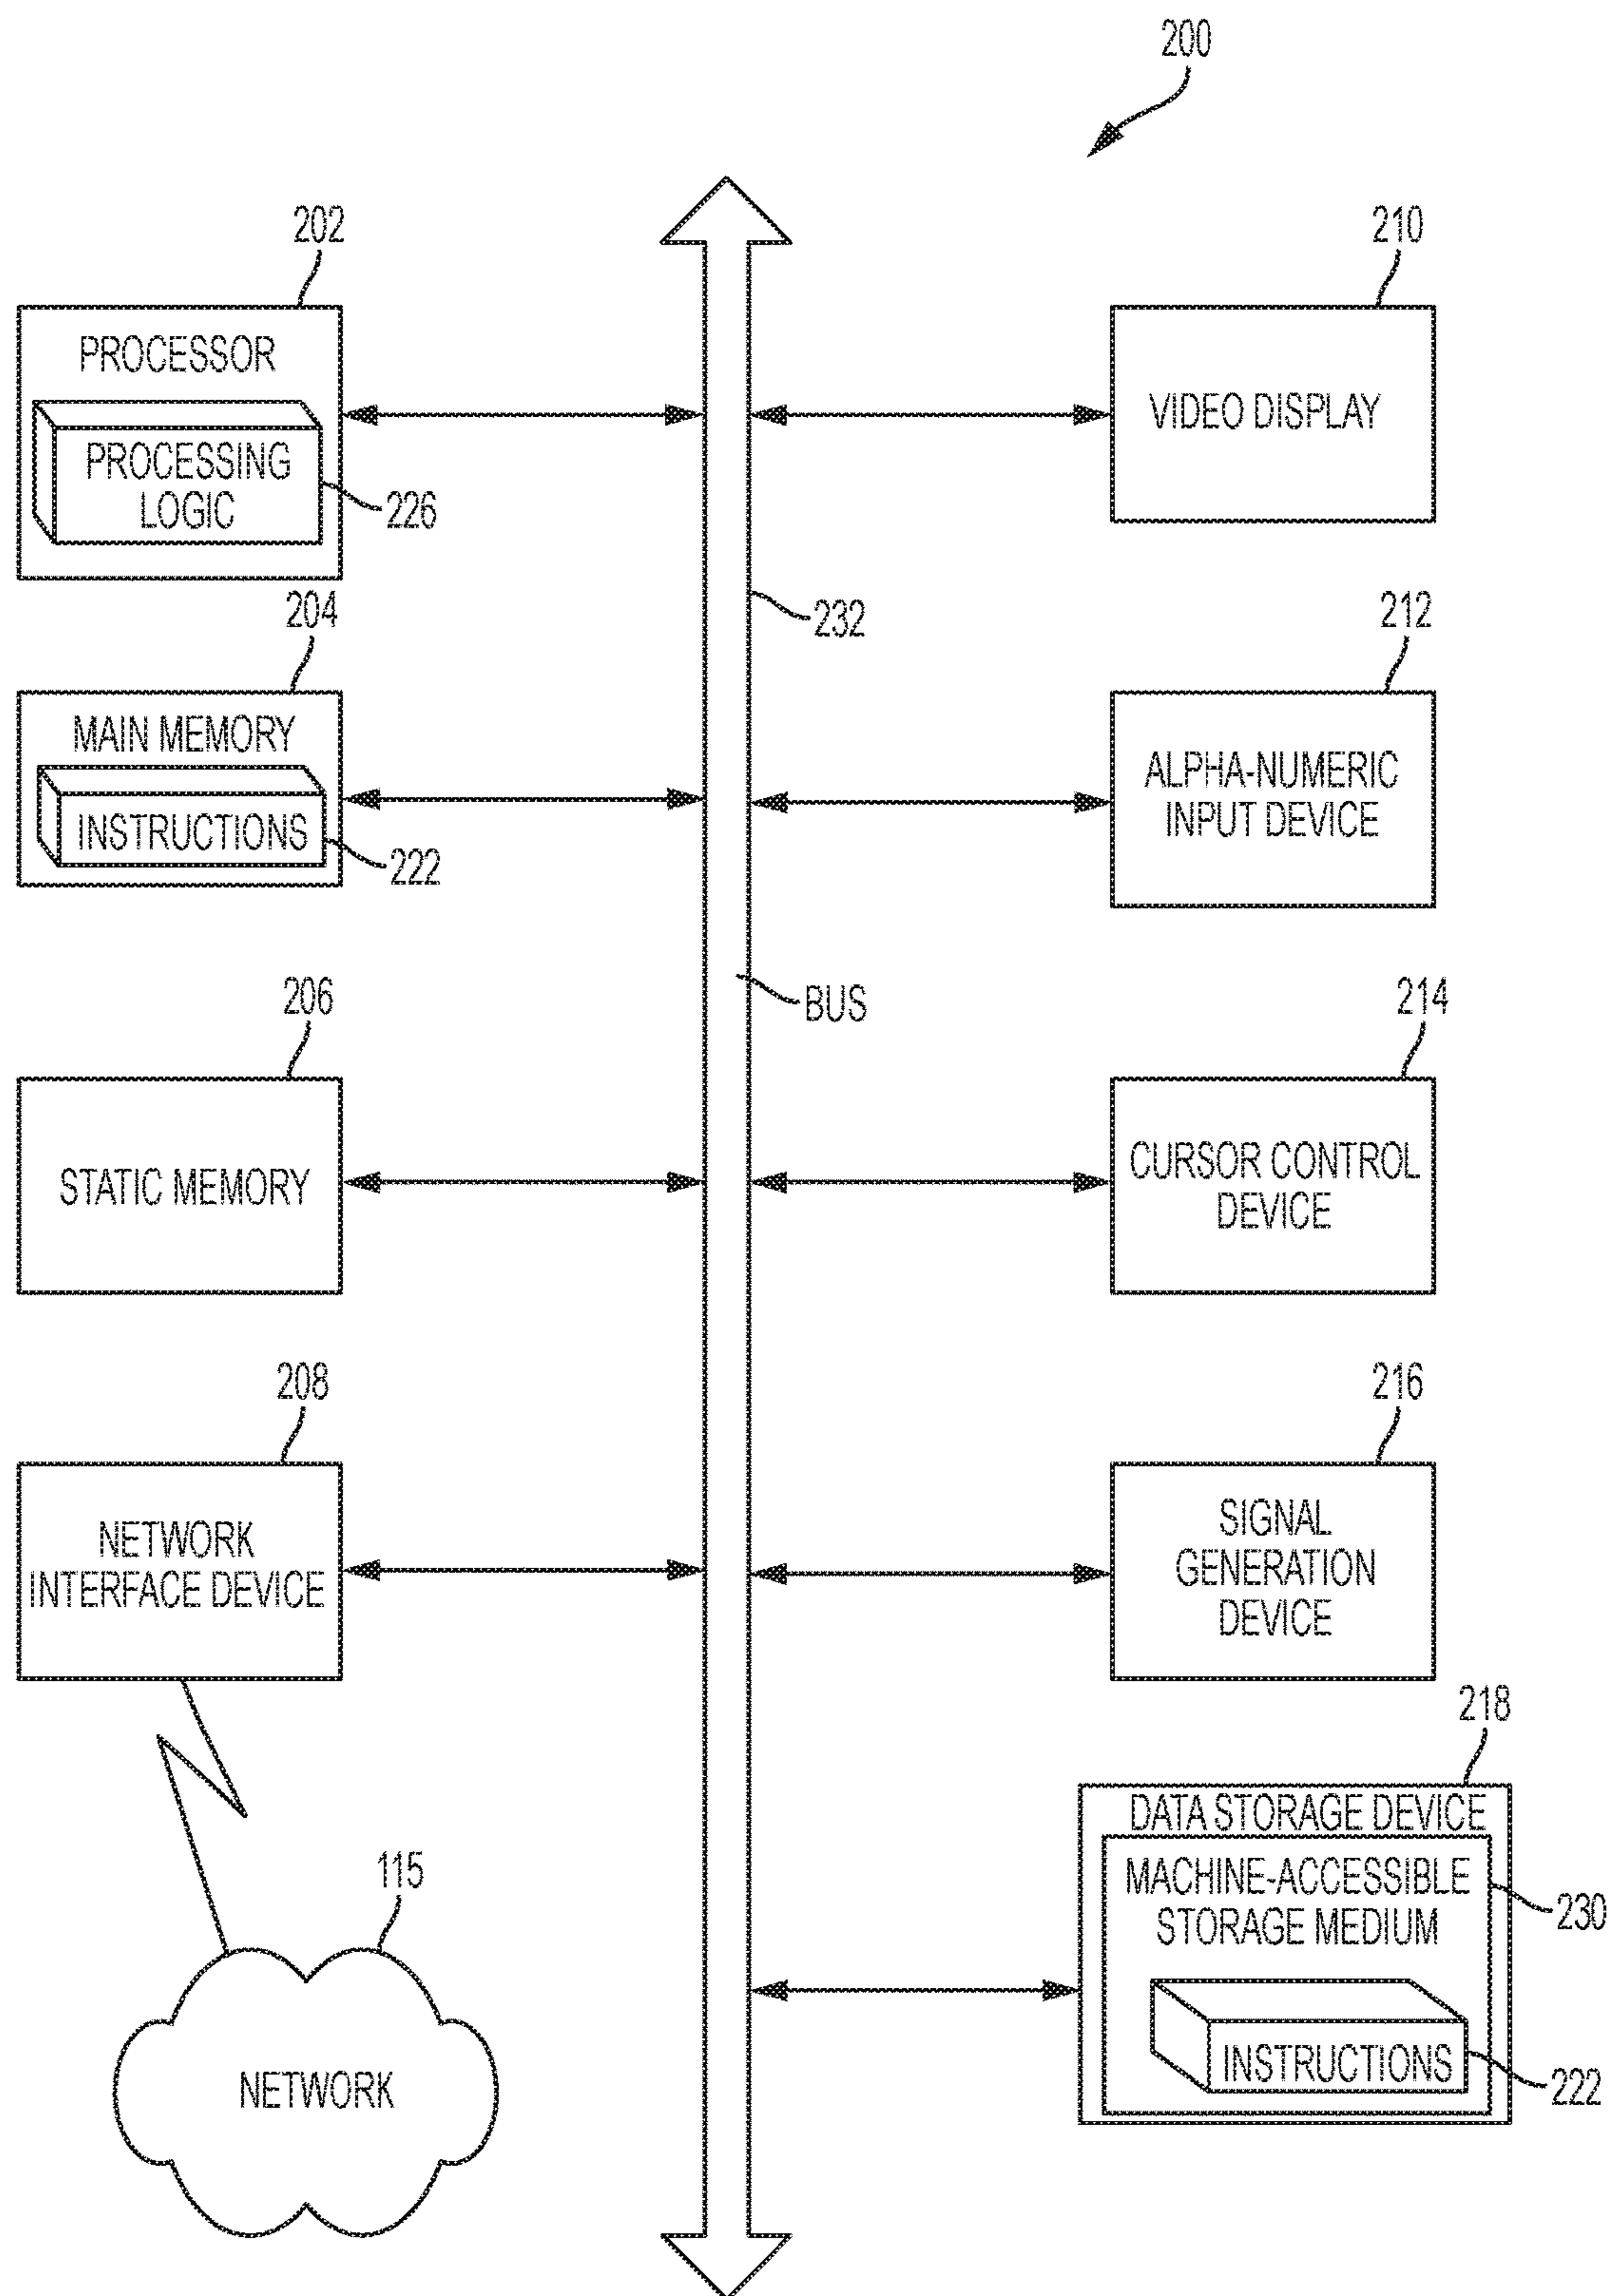 200
202
PROCESSOR
PROCESSING
LOGIC
226
210
VIDEO DISPLAY
232
204
MAIN MEMORY
INSTRUCTIONS
222
212
ALPHA-NUMERIC
INPUT DEVICE
BUS
206
STATIC MEMORY
214
CURSOR CONTROL
DEVICE
208
NETWORK
INTERFACE DEVICE
216
SIGNAL
GENERATION
DEVICE
115
NETWORK
218
DATA STORAGE DEVICE
MACHINE-ACCESSIBLE
STORAGE MEDIUM
230
INSTRUCTIONS
222